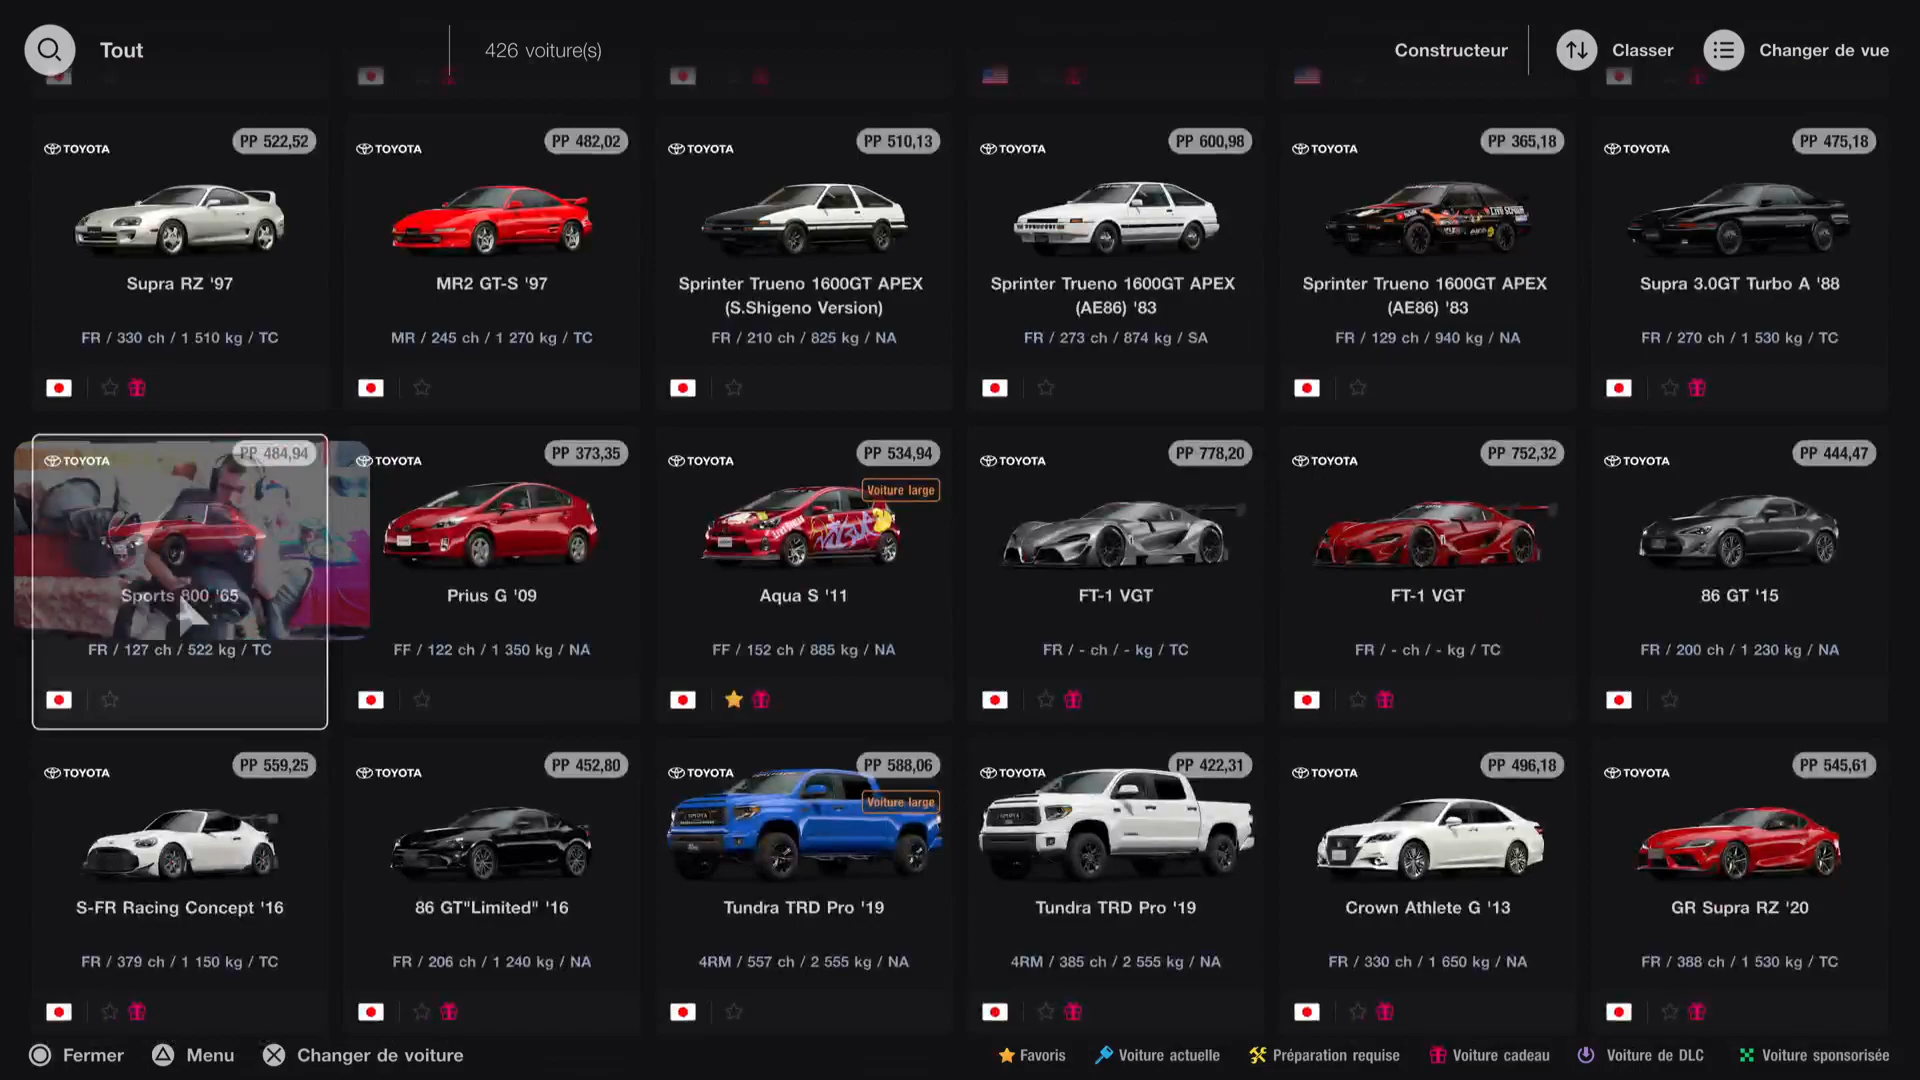 Tout
426 voiture(s)
Constructeur
Classer
Changer de vue
TOYOTA PP 522,52
Supra RZ '97
FR / 330 ch / 1 510 kg / TC
TOYOTA PP 482,02
MR2 GT-S '97
MR / 245 ch / 1 270 kg / TC
TOYOTA PP 510,13
Sprinter Trueno 1600GT APEX
(S.Shigeno Version)
FR / 210 ch / 825 kg / NA
TOYOTA PP 600,98
Sprinter Trueno 1600GT APEX
(AE86) '83
FR / 273 ch / 874 kg / SA
TOYOTA PP 365,18
Sprinter Trueno 1600GT APEX
(AE86) '83
FR / 129 ch / 940 kg / NA
TOYOTA PP 475,18
Supra 3.0GT Turbo A '88
FR / 270 ch / 1 530 kg / TC
TOYOTA PP 484,94
Sports 800 '65
FR / 127 ch / 522 kg / TC
TOYOTA PP 373,35
Prius G '09
FF / 122 ch / 1 350 kg / NA
TOYOTA PP 534,94
Voiture large
Aqua S '11
FF / 152 ch / 885 kg / NA
TOYOTA PP 778,20
FT-1 VGT
FR / - ch / - kg / TC
TOYOTA PP 752,32
FT-1 VGT
FR / - ch / - kg / TC
TOYOTA PP 444,47
86 GT '15
FR / 200 ch / 1 230 kg / NA
TOYOTA PP 559,25
S-FR Racing Concept '16
FR / 379 ch / 1 150 kg / TC
TOYOTA PP 452,80
86 GT"Limited" '16
FR / 206 ch / 1 240 kg / NA
TOYOTA PP 588,06
Voiture large
Tundra TRD Pro '19
4RM / 557 ch / 2 555 kg / NA
TOYOTA PP 422,31
Tundra TRD Pro '19
4RM / 385 ch / 2 555 kg / NA
TOYOTA PP 496,18
Crown Athlete G '13
FR / 330 ch / 1 650 kg / NA
TOYOTA PP 545,61
GR Supra RZ '20
FR / 388 ch / 1 530 kg / TC
Fermer
Menu
Changer de voiture
Favoris
Voiture actuelle
Préparation requise
Voiture cadeau
Voiture de DLC
Voiture sponsorisée